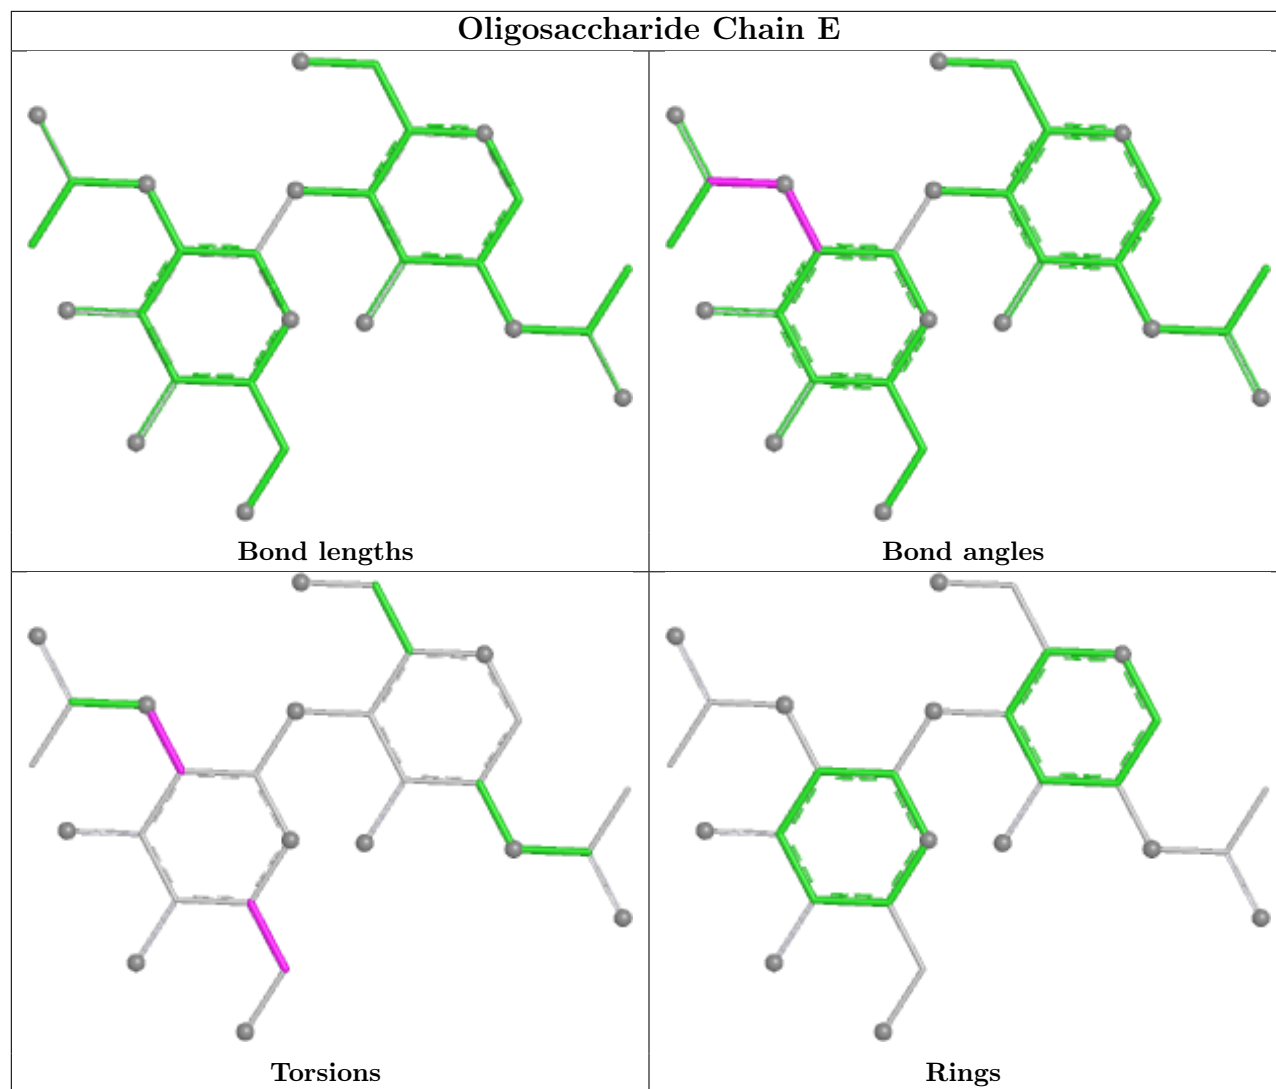 Oligosaccharide Chain E
Bond lengths
Bond angles
Torsions
Rings